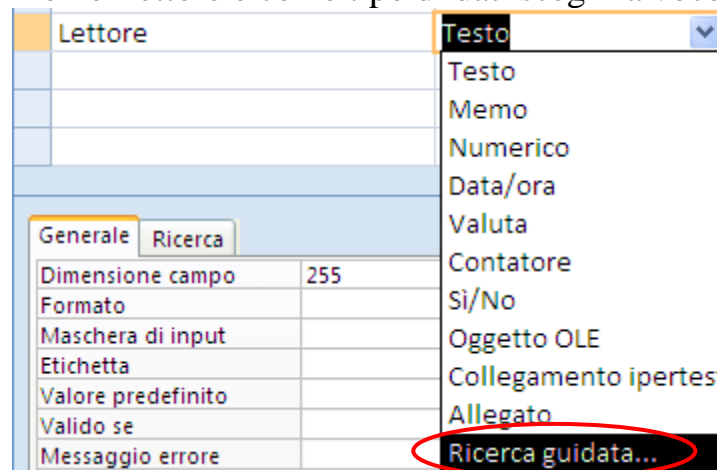 Lettore Testo
Testo
Memo
Numerico
Data/ora
Valuta
Contatore
Sì/No
Oggetto OLE
Collegamento ipertes
Allegato
Ricerca guidata...
Generale Ricerca
Dimensione campo 255
Formato
Maschera di input
Etichetta
Valore predefinito
Valido se
Messaggio errore